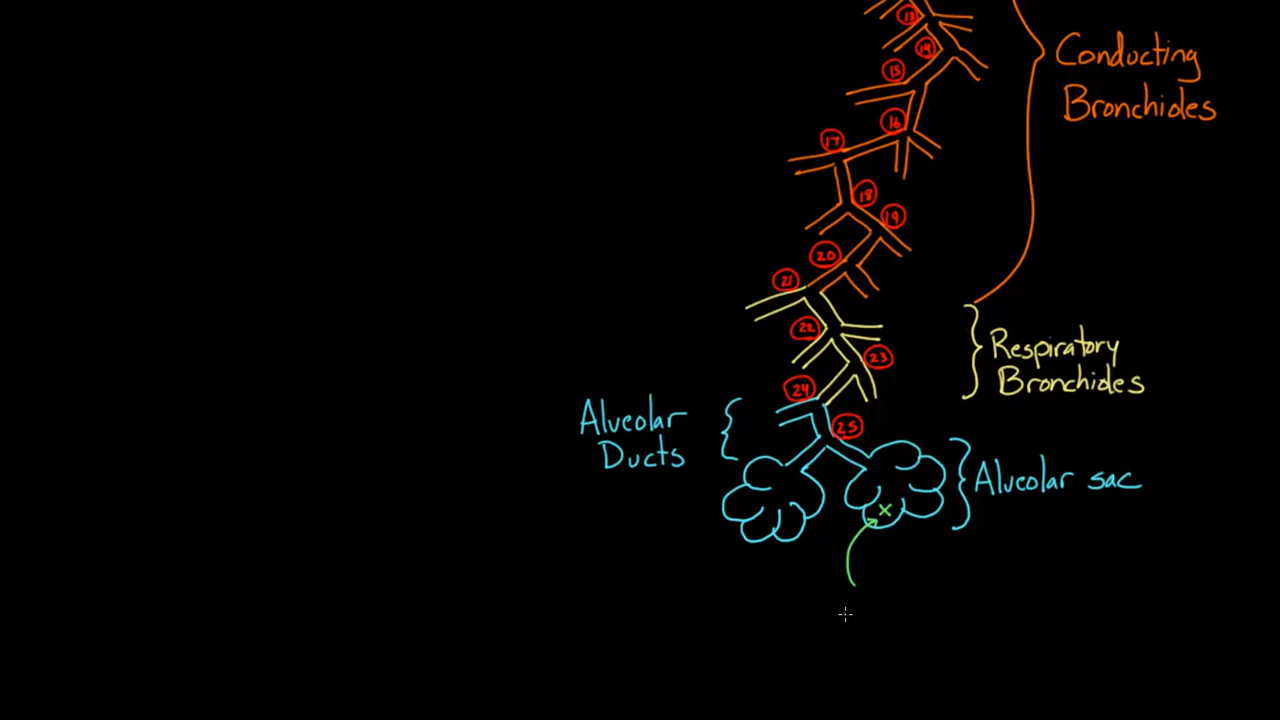 13
14
15
Conducting
Bronchioles
16
17
18
19
20
21
22
Respiratory
Bronchioles
23
24
Alveolar
Ducts
25
Alveolar sac
x